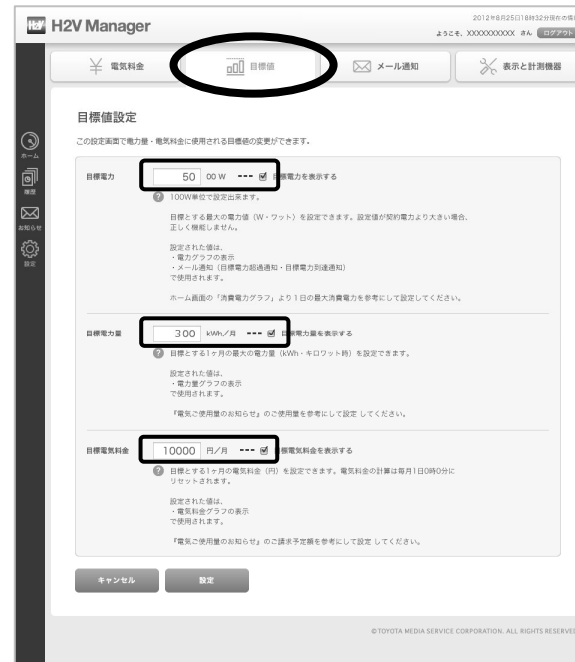 H2V
H2V Manager
2012年8月25日18時32分現在の情
ようこそ、XXXXXXXXXX さん ログアウト
電気料金
目標値
メール通知
表示と計測機器
ホーム
履歴
お知らせ
設定
目標値設定
この設定画面で電力量・電気料金に使用される目標値の変更ができます。
目標電力 50 00 W 目標電力を表示する
? 100W単位で設定出来ます。
目標とする最大の電力値（W・ワット）を設定できます。設定値が契約電力より大きい場合、
正しく機能しません。
設定された値は、
・電力グラフの表示
・メール通知（目標電力超過通知・目標電力到達通知）
で使用されます。
ホーム画面の「消費電力グラフ」より1日の最大消費電力を参考にして設定してください。
目標電力量 300 kWh／月 目標電力量を表示する
? 目標とする1ヶ月の最大の電力量（kWh・キロワット時）を設定できます。
設定された値は、
・電力量グラフの表示
で使用されます。
『電気ご使用量のお知らせ』のご使用量を参考にして設定 してください。
目標電気料金 10000 円／月 目標電気料金を表示する
? 目標とする1ヶ月の電気料金（円）を設定できます。電気料金の計算は毎月1日0時0分に
リセットされます。
設定された値は、
・電気料金グラフの表示
で使用されます。
『電気ご使用量のお知らせ』のご請求予定額を参考にして設定 してください。
キャンセル
設定
© TOYOTA MEDIA SERVICE CORPORATION. ALL RIGHTS RESERVED